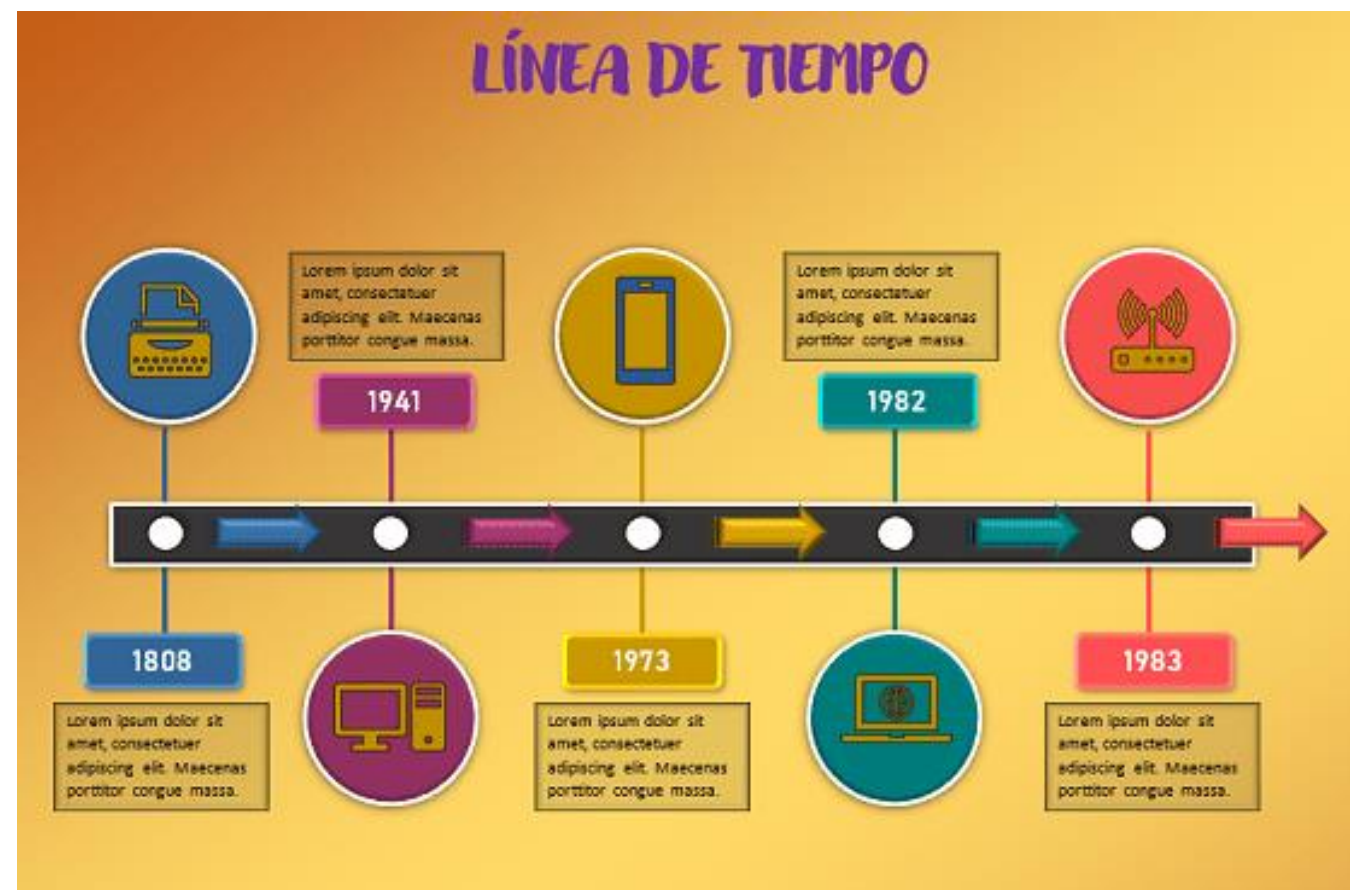 LÍNEA DE TIEMPO
Lorem ipsum dolor sit
amet, consectetuer
adipiscing elit. Maecenas
porttitor congue massa.
1941
Lorem ipsum dolor sit
amet, consectetuer
adipiscing elit. Maecenas
porttitor congue massa.
1982
1808
Lorem ipsum dolor sit
amet, consectetuer
adipiscing elit. Maecenas
porttitor congue massa.
1973
Lorem ipsum dolor sit
amet, consectetuer
adipiscing elit. Maecenas
porttitor congue massa.
1983
Lorem ipsum dolor sit
amet, consectetuer
adipiscing elit. Maecenas
porttitor congue massa.